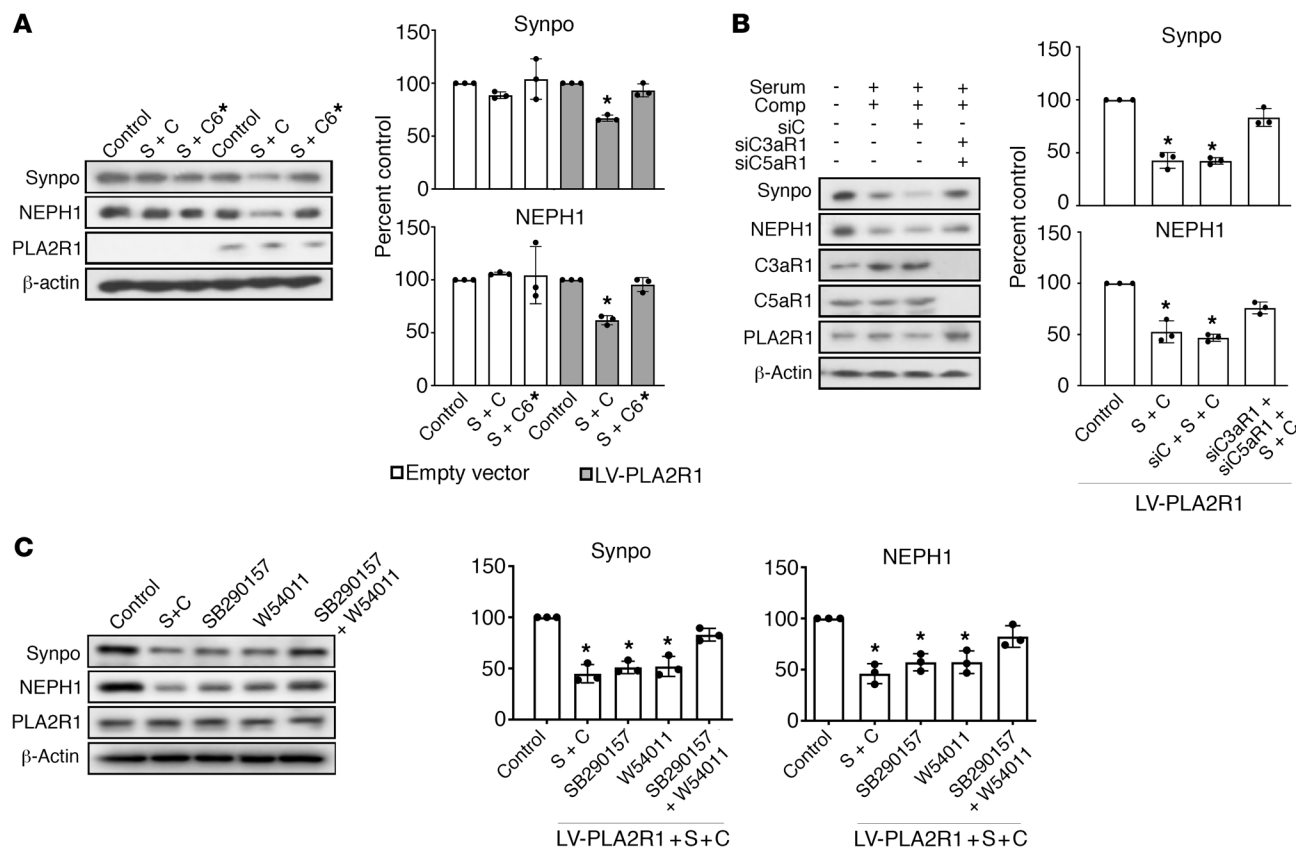 A
Control
S + C
S + C6*
Control
S + C
S + C6*
Synpo
NEPH1
PLA2R1
β-actin
Percent control
Synpo
150
100
50
0
NEPH1
150
100
50
0
*
*
Control
S + C
S + C6*
Control
S + C
S + C6*
Empty vector
LV-PLA2R1
B
Serum - + + +
Comp - + + +
siC - - + -
siC3aR1 - - - +
siC5aR1 - - - +
Synpo
NEPH1
C3aR1
C5aR1
PLA2R1
β-Actin
Percent control
Synpo
150
100
50
0
* *
NEPH1
150
100
50
0
* *
Control
S + C
siC + S + C
siC3aR1 +
siC5aR1 +
S + C
LV-PLA2R1
C
Control
S+C
SB290157
W54011
SB290157
+ W54011
Synpo
NEPH1
PLA2R1
β-Actin
Synpo
150
100
50
0
* * *
Control
S + C
SB290157
W54011
SB290157
+ W54011
LV-PLA2R1+S+C
NEPH1
150
100
50
0
* * *
Control
S + C
SB290157
W54011
SB290157
+ W54011
LV-PLA2R1+S+C